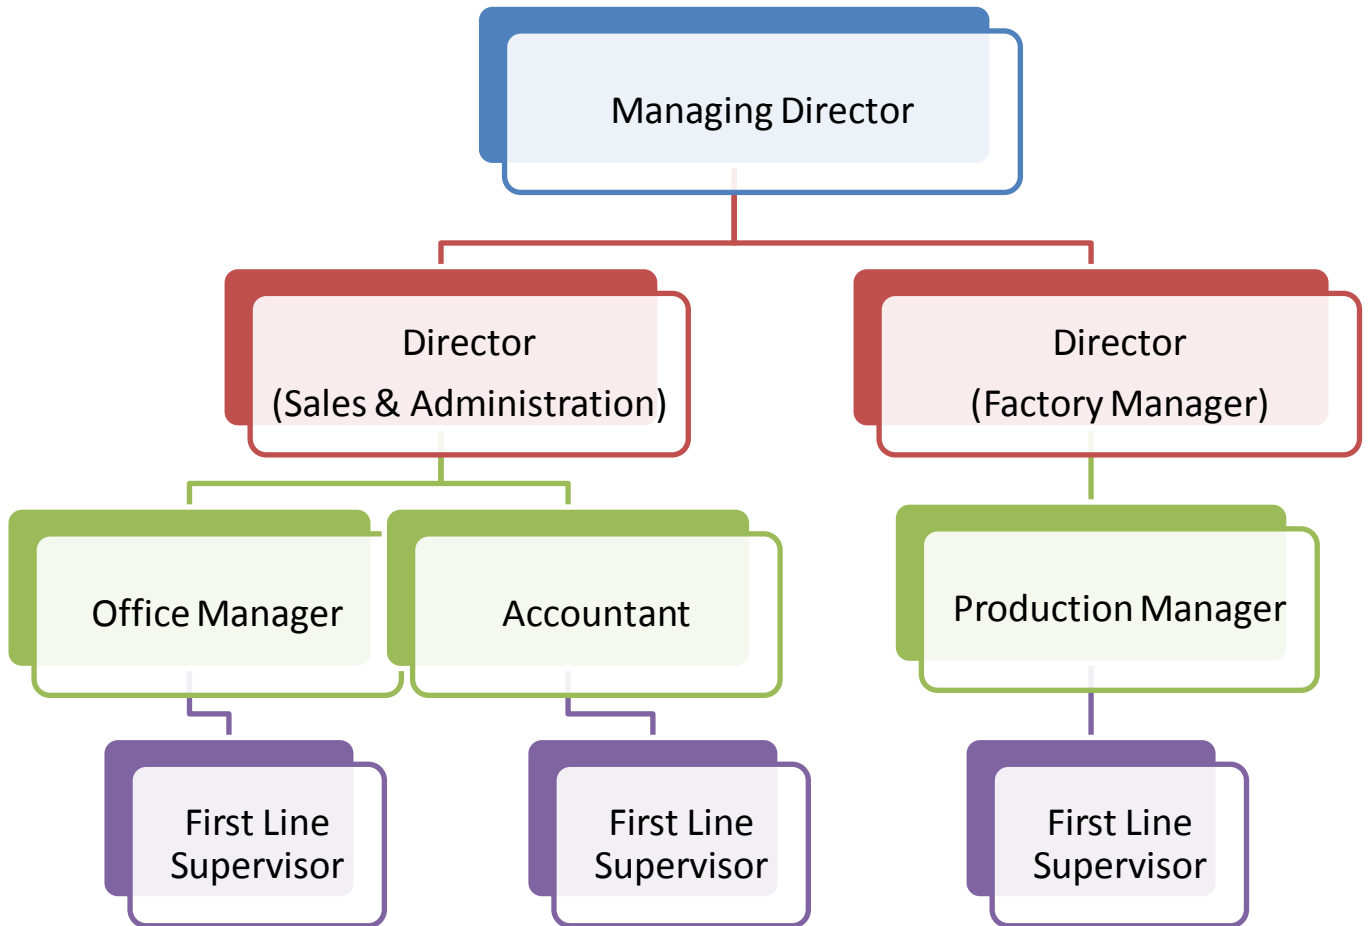 Managing Director
Director
(Sales & Administration)
Director
(Factory Manager)
Office Manager
Accountant
Production Manager
First Line
Supervisor
First Line
Supervisor
First Line
Supervisor